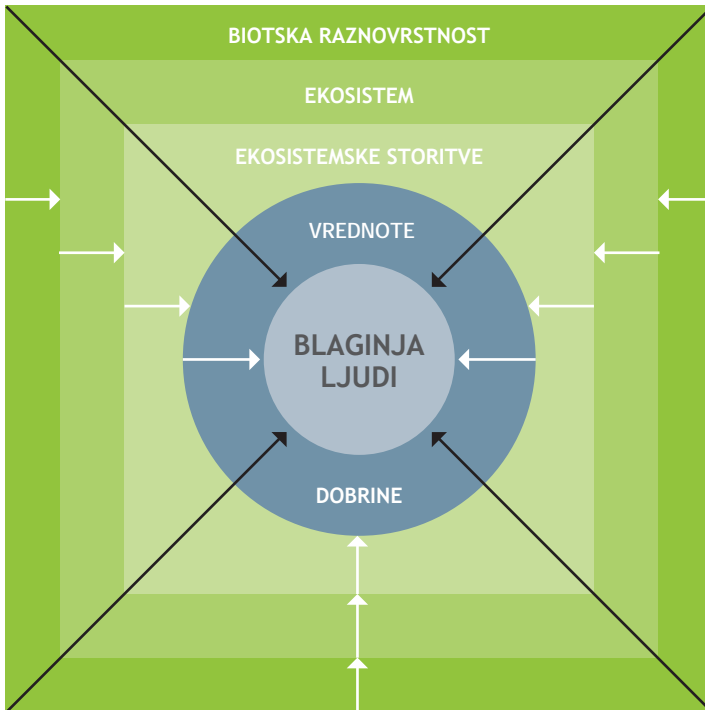 BIOTSKA RAZNOVRSTNOST
EKOSISTEM
EKOSISTEMSKE STORITVE
VREDNOTE
BLAGINJA
LJUDI
DOBRINE